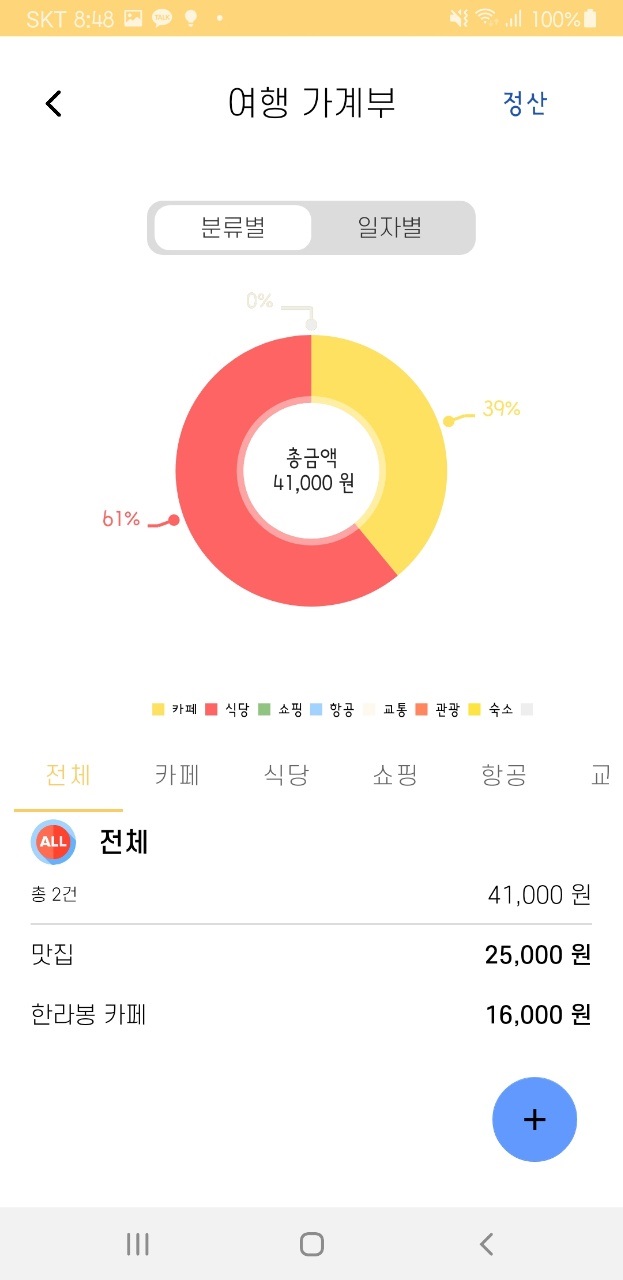 SKT 8:48 TALK 100%
여행 가계부 정산
분류별 일자별
0%
39%
총금액
41,000 원
61%
카페 식당 쇼핑 항공 교통 관광 숙소
전체 카페 식당 쇼핑 항공 교
ALL 전체
총 2건 41,000 원
맛집 25,000 원
한라봉 카페 16,000 원
+